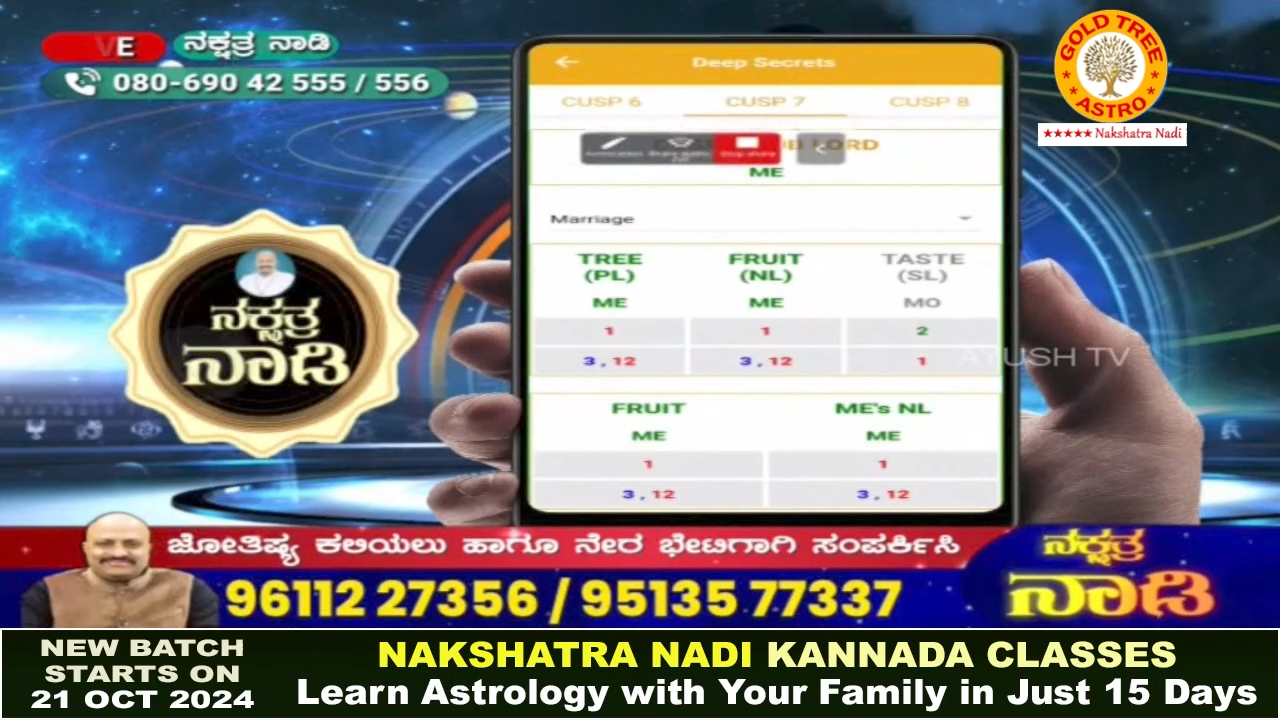 VE
ನಕ್ಷತ್ರ ನಾಡಿ
080-690 42 555 / 556
GOLD TREE
ASTRO
★★★★★ Nakshatra Nadi
Deep Secrets
CUSP 6 CUSP 7 CUSP 8
LORD
Stop share
ME
Marriage
TREE FRUIT TASTE
(PL) (NL) (SL)
ME ME MO
1 1 2
3 , 12 3 , 12 1
AYUSH TV
FRUIT ME's NL
ME ME
1 1
3 , 12 3 , 12
ನಕ್ಷತ್ರ
ನಾಡಿ
ಜೋತಿಷ್ಯ ಕಲಿಯಲು ಹಾಗೂ ನೇರ ಭೇಟಿಗಾಗಿ ಸಂಪರ್ಕಿಸಿ
96112 27356 / 95135 77337
ನಕ್ಷತ್ರ
ನಾಡಿ
NEW BATCH
STARTS ON
21 OCT 2024
NAKSHATRA NADI KANNADA CLASSES
Learn Astrology with Your Family in Just 15 Days